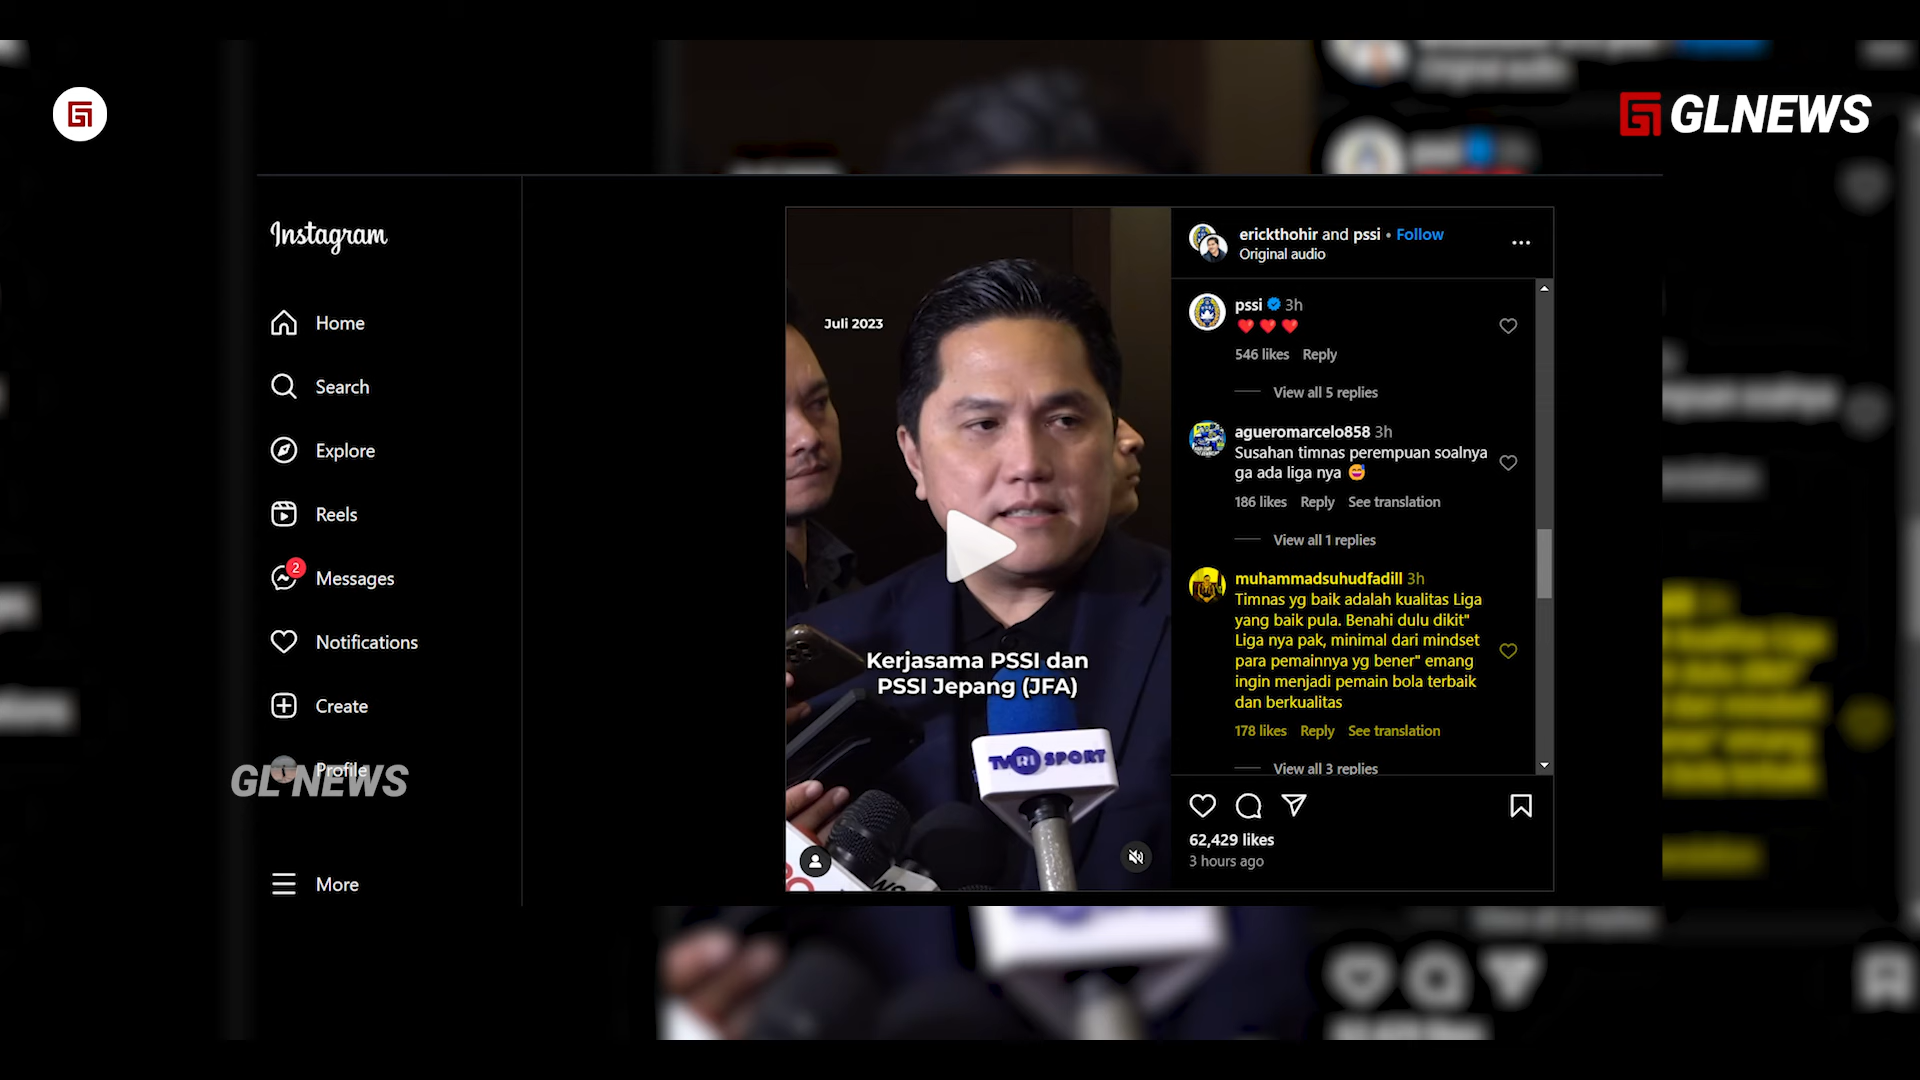 GLNEWS
Instagram
Home
Search
Explore
Reels
2
Messages
Notifications
Create
Profile
GL NEWS
More
Juli 2023
Kerjasama PSSI dan
PSSI Jepang (JFA)
TVRI SPORT
erickthohir and pssi • Follow
Original audio
pssi 3h
❤️❤️❤️
546 likes Reply
View all 5 replies
agueromarcelo858 3h
Susahan timnas perempuan soalnya
ga ada liga nya 😅
186 likes Reply See translation
View all 1 replies
muhammadsuhudfadill 3h
Timnas yg baik adalah kualitas Liga
yang baik pula. Benahi dulu dikit"
Liga nya pak, minimal dari mindset
para pemainnya yg bener" emang
ingin menjadi pemain bola terbaik
dan berkualitas
178 likes Reply See translation
View all 3 replies
62,429 likes
3 hours ago